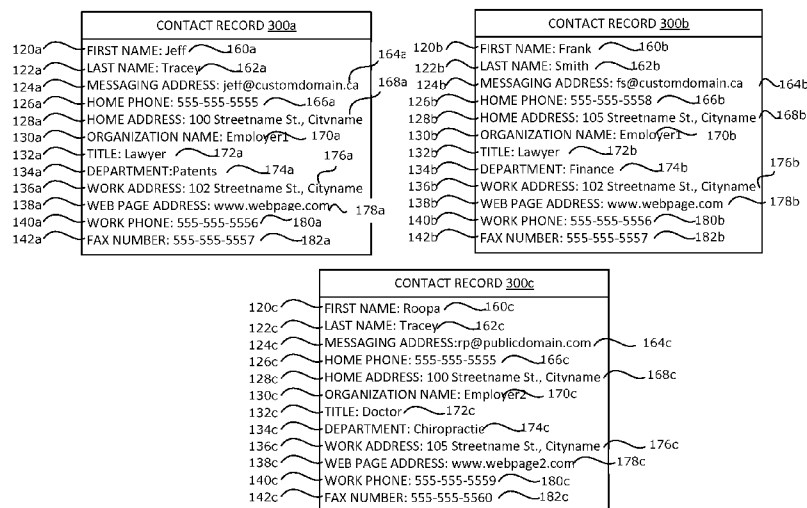 CONTACT RECORD 300a
120a FIRST NAME: Jeff 160a
122a LAST NAME: Tracey 162a 164a
124a MESSAGING ADDRESS: jeff@customdomain.ca
126a HOME PHONE: 555-555-5555 166a 168a
128a HOME ADDRESS: 100 Streetname St., Cityname
130a ORGANIZATION NAME: Employer1 170a
132a TITLE: Lawyer 172a 176a
134a DEPARTMENT:Patents 174a
136a WORK ADDRESS: 102 Streetname St., Cityname
138a WEB PAGE ADDRESS: www.webpage.com 178a
140a WORK PHONE: 555-555-5556 180a
142a FAX NUMBER: 555-555-5557 182a
CONTACT RECORD 300b
120b FIRST NAME: Frank 160b
122b LAST NAME: Smith 162b
124b MESSAGING ADDRESS: fs@customdomain.ca 164b
126b HOME PHONE: 555-555-5558 166b
128b HOME ADDRESS: 105 Streetname St., Cityname 168b
130b ORGANIZATION NAME: Employer1 170b
132b TITLE: Lawyer 172b
134b DEPARTMENT: Finance 174b 176b
136b WORK ADDRESS: 102 Streetname St., Cityname
138b WEB PAGE ADDRESS: www.webpage.com 178b
140b WORK PHONE: 555-555-5556 180b
142b FAX NUMBER: 555-555-5557 182b
CONTACT RECORD 300c
120c FIRST NAME: Roopa 160c
122c LAST NAME: Tracey 162c
124c MESSAGING ADDRESS:rp@publicdomain.com 164c
126c HOME PHONE: 555-555-5555 166c
128c HOME ADDRESS: 100 Streetname St., Cityname 168c
130c ORGANIZATION NAME: Employer2 170c
132c TITLE: Doctor 172c
134c DEPARTMENT: Chiropractic 174c
136c WORK ADDRESS: 105 Streetname St., Cityname 176c
138c WEB PAGE ADDRESS: www.webpage2.com 178c
140c WORK PHONE: 555-555-5559 180c
142c FAX NUMBER: 555-555-5560 182c